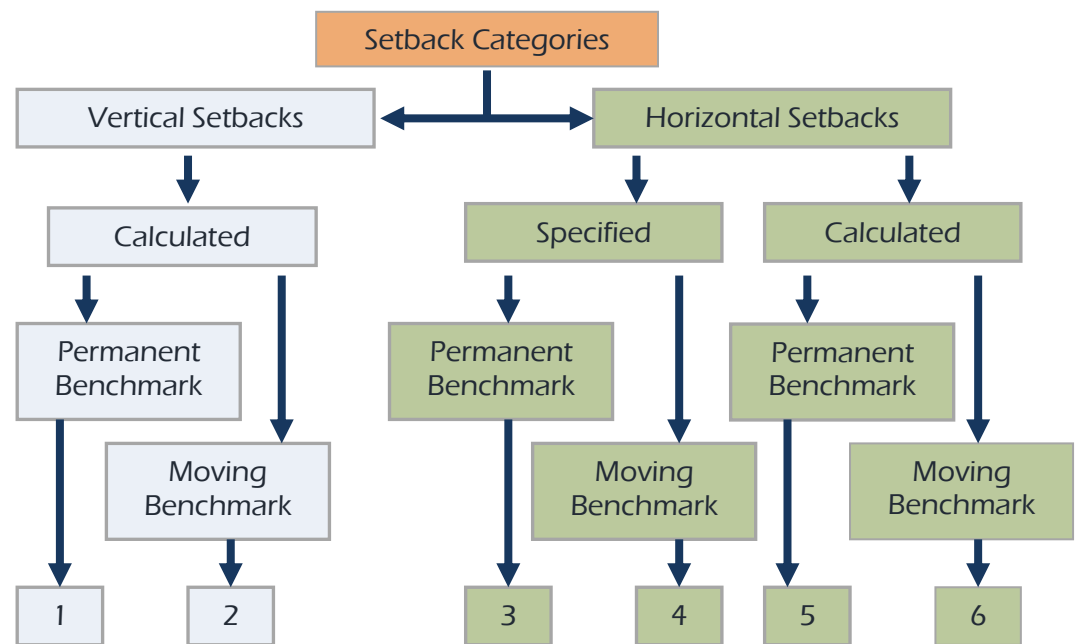 Setback Categories
Vertical Setbacks
Horizontal Setbacks
Calculated
Specified
Calculated
Permanent
Benchmark
Permanent
Benchmark
Permanent
Benchmark
Moving
Benchmark
Moving
Benchmark
Moving
Benchmark
1
2
3
4
5
6